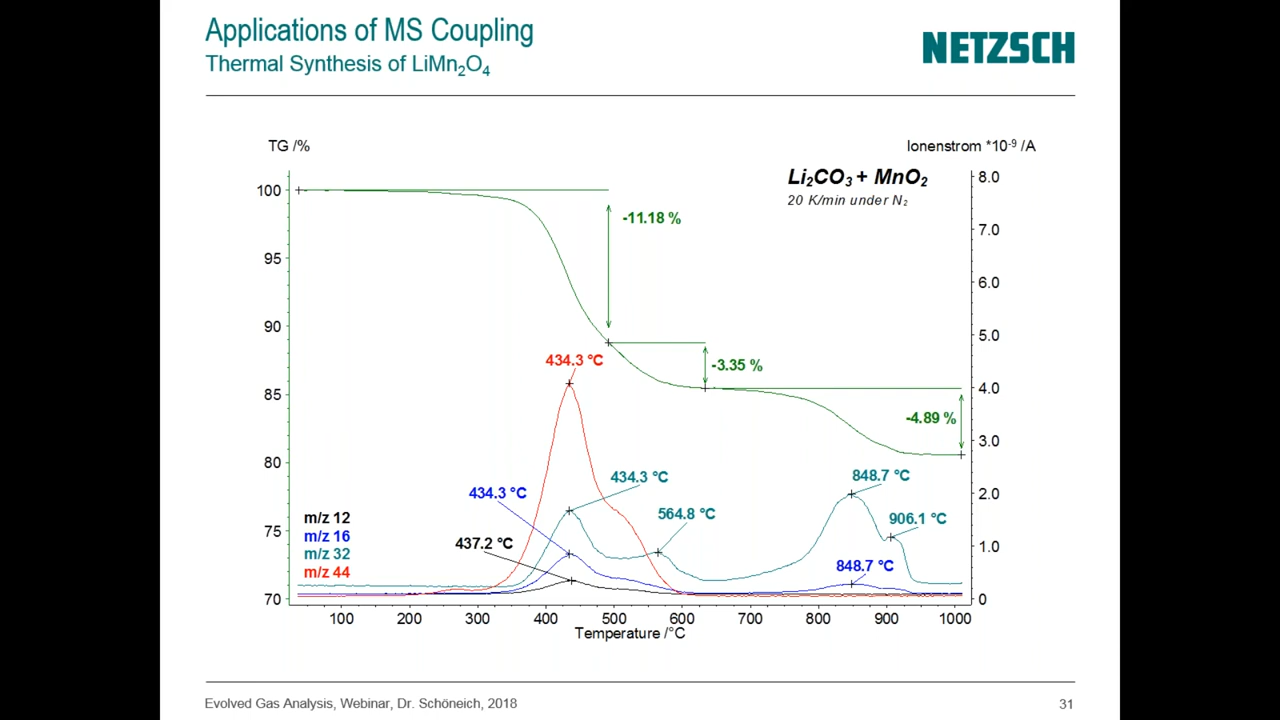 Applications of MS Coupling
Thermal Synthesis of LiMn₂O₄
NETZSCH
TG /%
Ionenstrom *10⁻⁹ /A
Li₂CO₃ + MnO₂
20 K/min under N₂
100
95
90
85
80
75
70
8.0
7.0
6.0
5.0
4.0
3.0
2.0
1.0
0
-11.18 %
-3.35 %
-4.89 %
434.3 °C
434.3 °C
434.3 °C
437.2 °C
564.8 °C
848.7 °C
906.1 °C
848.7 °C
m/z 12
m/z 16
m/z 32
m/z 44
100 200 300 400 500 600 700 800 900 1000
Temperature /°C
Evolved Gas Analysis, Webinar, Dr. Schöneich, 2018
31